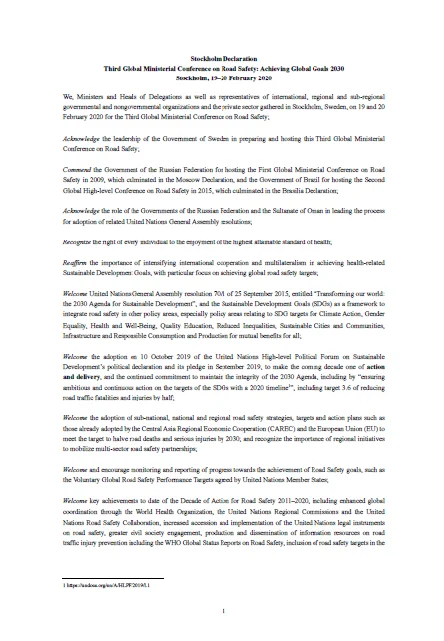 Stockholm Declaration
Third Global Ministerial Conference on Road Safety: Achieving Global Goals 2030
Stockholm, 19–20 February 2020
We, Ministers and Heads of Delegations as well as representatives of international, regional and sub-regional
governmental and nongovernmental organizations and the private sector gathered in Stockholm, Sweden, on 19 and 20
February 2020 for the Third Global Ministerial Conference on Road Safety;
Acknowledge the leadership of the Government of Sweden in preparing and hosting this Third Global Ministerial
Conference on Road Safety;
Commend the Government of the Russian Federation for hosting the First Global Ministerial Conference on Road
Safety in 2009, which culminated in the Moscow Declaration, and the Government of Brazil for hosting the Second
Global High-level Conference on Road Safety in 2015, which culminated in the Brasilia Declaration;
Acknowledge the role of the Governments of the Russian Federation and the Sultanate of Oman in leading the process
for adoption of related United Nations General Assembly resolutions;
Recognize the right of every individual to the enjoyment of the highest attainable standard of health;
Reaffirm the importance of intensifying international cooperation and multilateralism in achieving health-related
Sustainable Development Goals, with particular focus on achieving global road safety targets;
Welcome United Nations General Assembly resolution 70/1 of 25 September 2015, entitled "Transforming our world:
the 2030 Agenda for Sustainable Development", and the Sustainable Development Goals (SDGs) as a framework to
integrate road safety in other policy areas, especially policy areas relating to SDG targets for Climate Action, Gender
Equality, Health and Well-Being, Quality Education, Reduced Inequalities, Sustainable Cities and Communities,
Infrastructure and Responsible Consumption and Production for mutual benefits for all;
Welcome the adoption on 10 October 2019 of the United Nations High-level Political Forum on Sustainable
Development's political declaration and its pledge in September 2019, to make the coming decade one of action
and delivery, and the continued commitment to maintain the integrity of the 2030 Agenda, including by "ensuring
ambitious and continuous action on the targets of the SDGs with a 2020 timeline¹", including target 3.6 of reducing
road traffic fatalities and injuries by half;
Welcome the adoption of sub-national, national and regional road safety strategies, targets and action plans such as
those already adopted by the Central Asia Regional Economic Cooperation (CAREC) and the European Union (EU) to
meet the target to halve road deaths and serious injuries by 2030; and recognize the importance of regional initiatives
to mobilize multi-sector road safety partnerships;
Welcome and encourage monitoring and reporting of progress towards the achievement of Road Safety goals, such as
the Voluntary Global Road Safety Performance Targets agreed by United Nations Member States;
Welcome key achievements to date of the Decade of Action for Road Safety 2011–2020, including enhanced global
coordination through the World Health Organization, the United Nations Regional Commissions and the United
Nations Road Safety Collaboration, increased accession and implementation of the United Nations legal instruments
on road safety, greater civil society engagement, production and dissemination of information resources on road
traffic injury prevention including the WHO Global Status Reports on Road Safety, inclusion of road safety targets in the
1 https://undocs.org/en/A/HLPF/2019/l.1
1